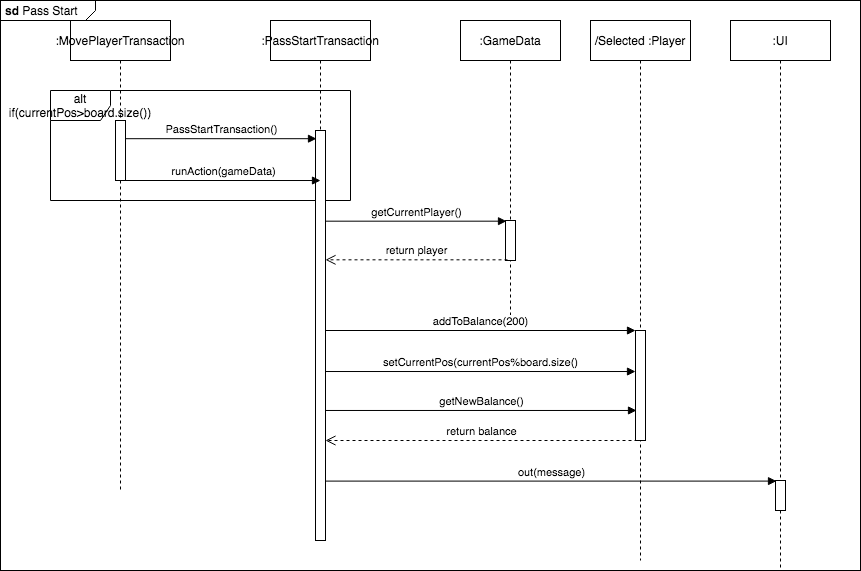 sd Pass Start
:MovePlayerTransaction
:PassStartTransaction
:GameData
/Selected :Player
:UI
alt
if(currentPos>board.size())
PassStartTransaction()
runAction(gameData)
getCurrentPlayer()
return player
addToBalance(200)
setCurrentPos(currentPos%board.size()
getNewBalance()
return balance
out(message)